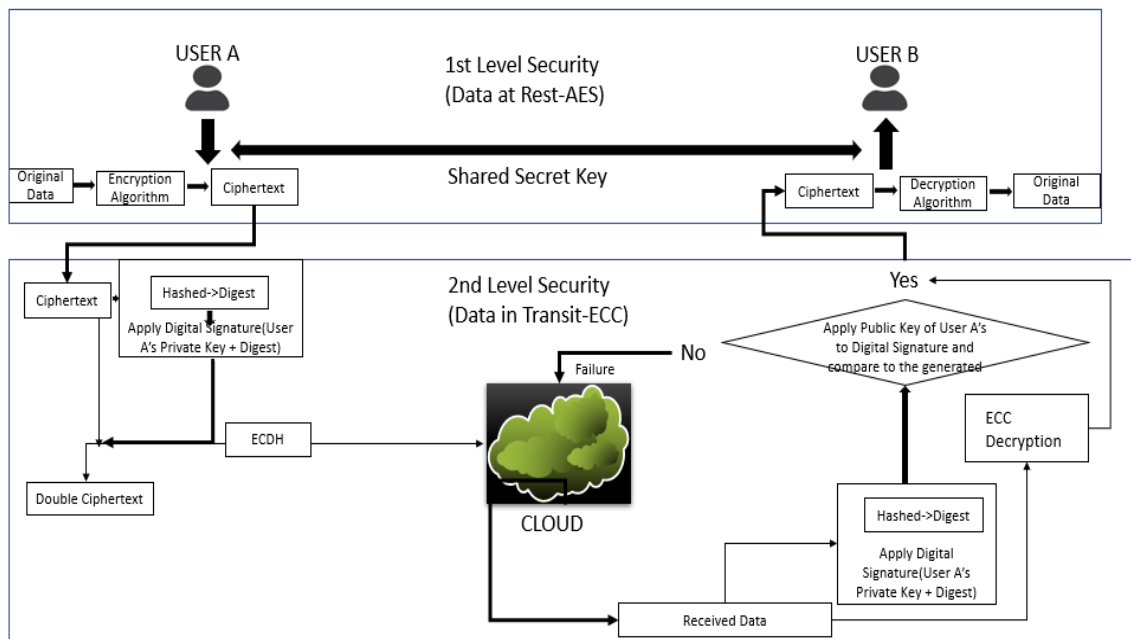 USER A
USER B
1st Level Security
(Data at Rest-AES)
Shared Secret Key
Original
Data
Encryption
Algorithm
Ciphertext
Ciphertext
Decryption
Algorithm
Original
Data
Ciphertext
Hashed->Digest
Apply Digital Signature(User
A's Private Key + Digest)
2nd Level Security
(Data in Transit-ECC)
Yes
Apply Public Key of User A's
to Digital Signature and
compare to the generated
No
Failure
ECDH
ECC
Decryption
Double Ciphertext
CLOUD
Hashed->Digest
Apply Digital
Signature(User A's
Private Key + Digest)
Received Data